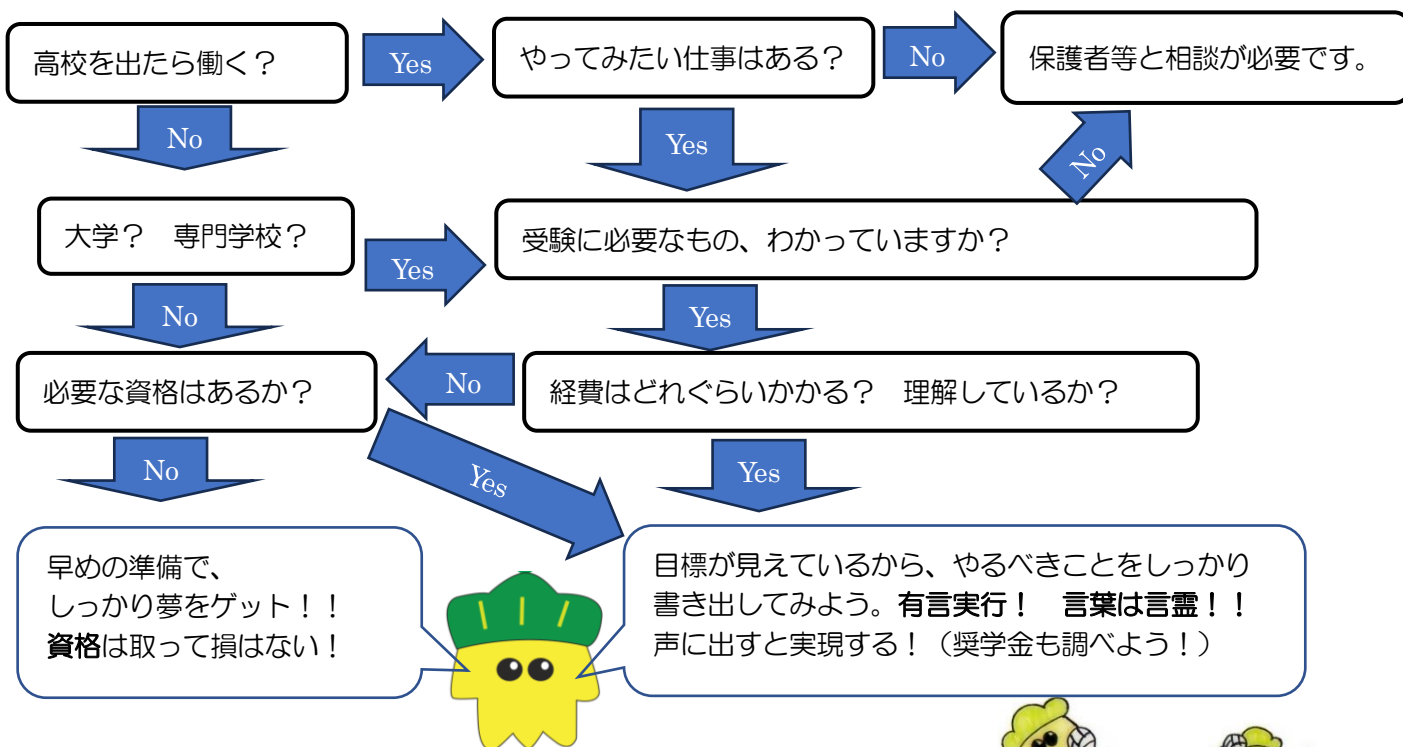 高校を出たら働く？
Yes
やってみたい仕事はある？
No
保護者等と相談が必要です。
No
Yes
No
大学？　専門学校？
Yes
受験に必要なもの、わかっていますか？
No
Yes
必要な資格はあるか？
No
経費はどれぐらいかかる？　理解しているか？
No
Yes
Yes
早めの準備で、
しっかり夢をゲット！！
資格は取って損はない！
目標が見えているから、やるべきことをしっかり
書き出してみよう。有言実行！　言葉は言霊！！
声に出すと実現する！（奨学金も調べよう！）